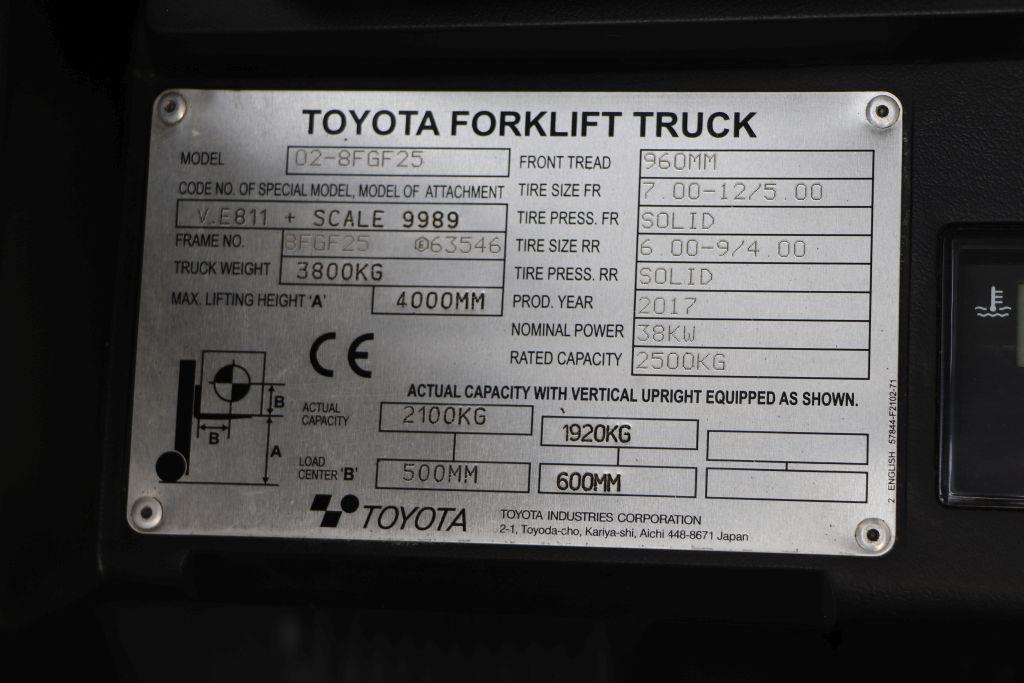 TOYOTA FORKLIFT TRUCK
MODEL 02-8FGF25
CODE NO. OF SPECIAL MODEL, MODEL OF ATTACHMENT
V.E811 + SCALE 9989
FRAME NO. 8FGF25 ©63546
TRUCK WEIGHT 3800KG
MAX. LIFTING HEIGHT 'A' 4000MM
FRONT TREAD 960MM
TIRE SIZE FR 7.00-12/5.00
TIRE PRESS. FR SOLID
TIRE SIZE RR 6.00-9/4.00
TIRE PRESS. RR SOLID
PROD. YEAR 2017
NOMINAL POWER 38KW
RATED CAPACITY 2500KG
CE
B
B
A
ACTUAL CAPACITY WITH VERTICAL UPRIGHT EQUIPPED AS SHOWN.
ACTUAL CAPACITY 2100KG 1920KG
LOAD CENTER 'B' 500MM 600MM
TOYOTA
TOYOTA INDUSTRIES CORPORATION
2-1, Toyoda-cho, Kariya-shi, Aichi 448-8671 Japan
2 ENGLISH 57844-F2102-71